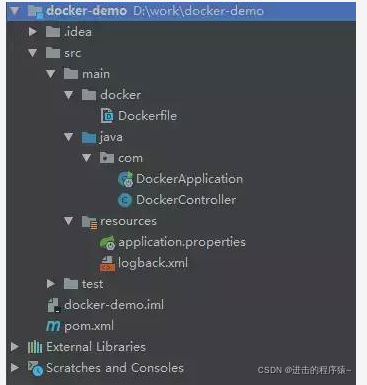 docker-demo D:\work\docker-demo
.idea
src
main
docker
Dockerfile
java
com
DockerApplication
DockerController
resources
application.properties
logback.xml
test
docker-demo.iml
pom.xml
External Libraries
Scratches and Consoles
CSDN @进击的程序猿~